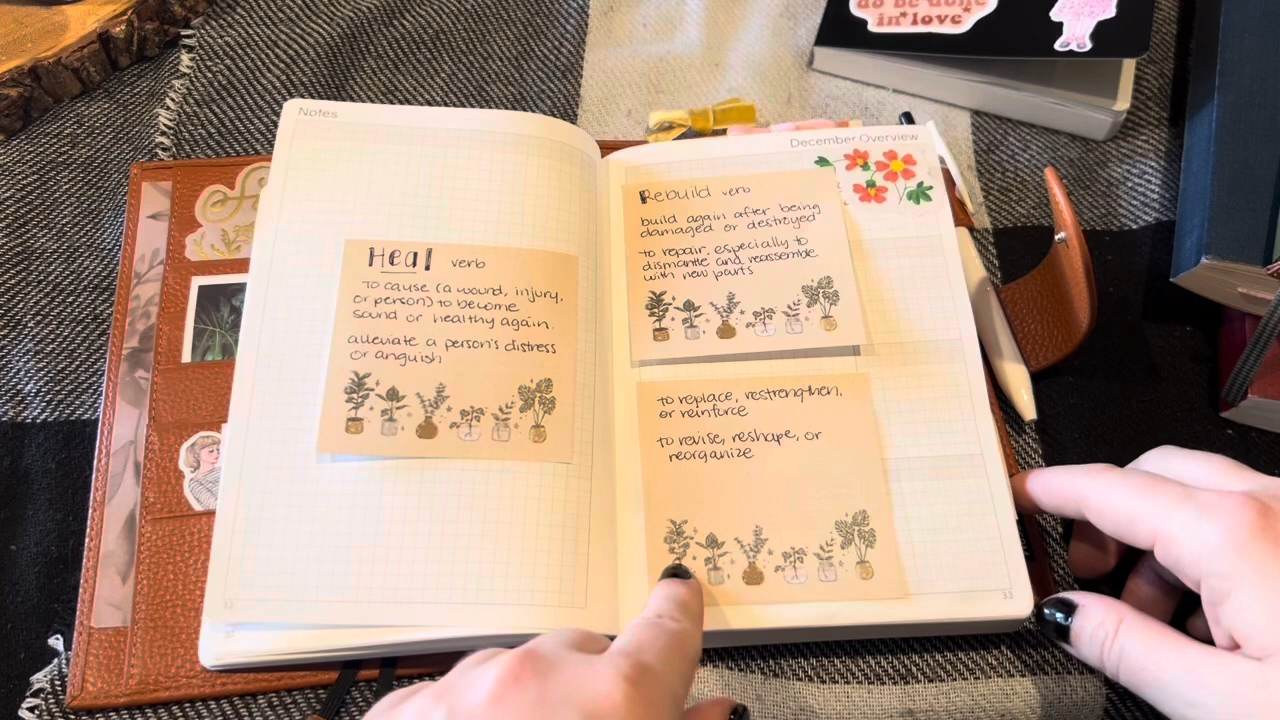 do be done
in love
Notes
December Overview
Heal verb
to cause (a wound, injury,
or person) to become
sound or healthy again.
alleviate a person's distress
or anguish
Rebuild verb
build again after being
damaged or destroyed
to repair, especially to
dismantle and reassemble
with new parts
to replace, restrengthen,
or reinforce
to revise, reshape, or
reorganize
33